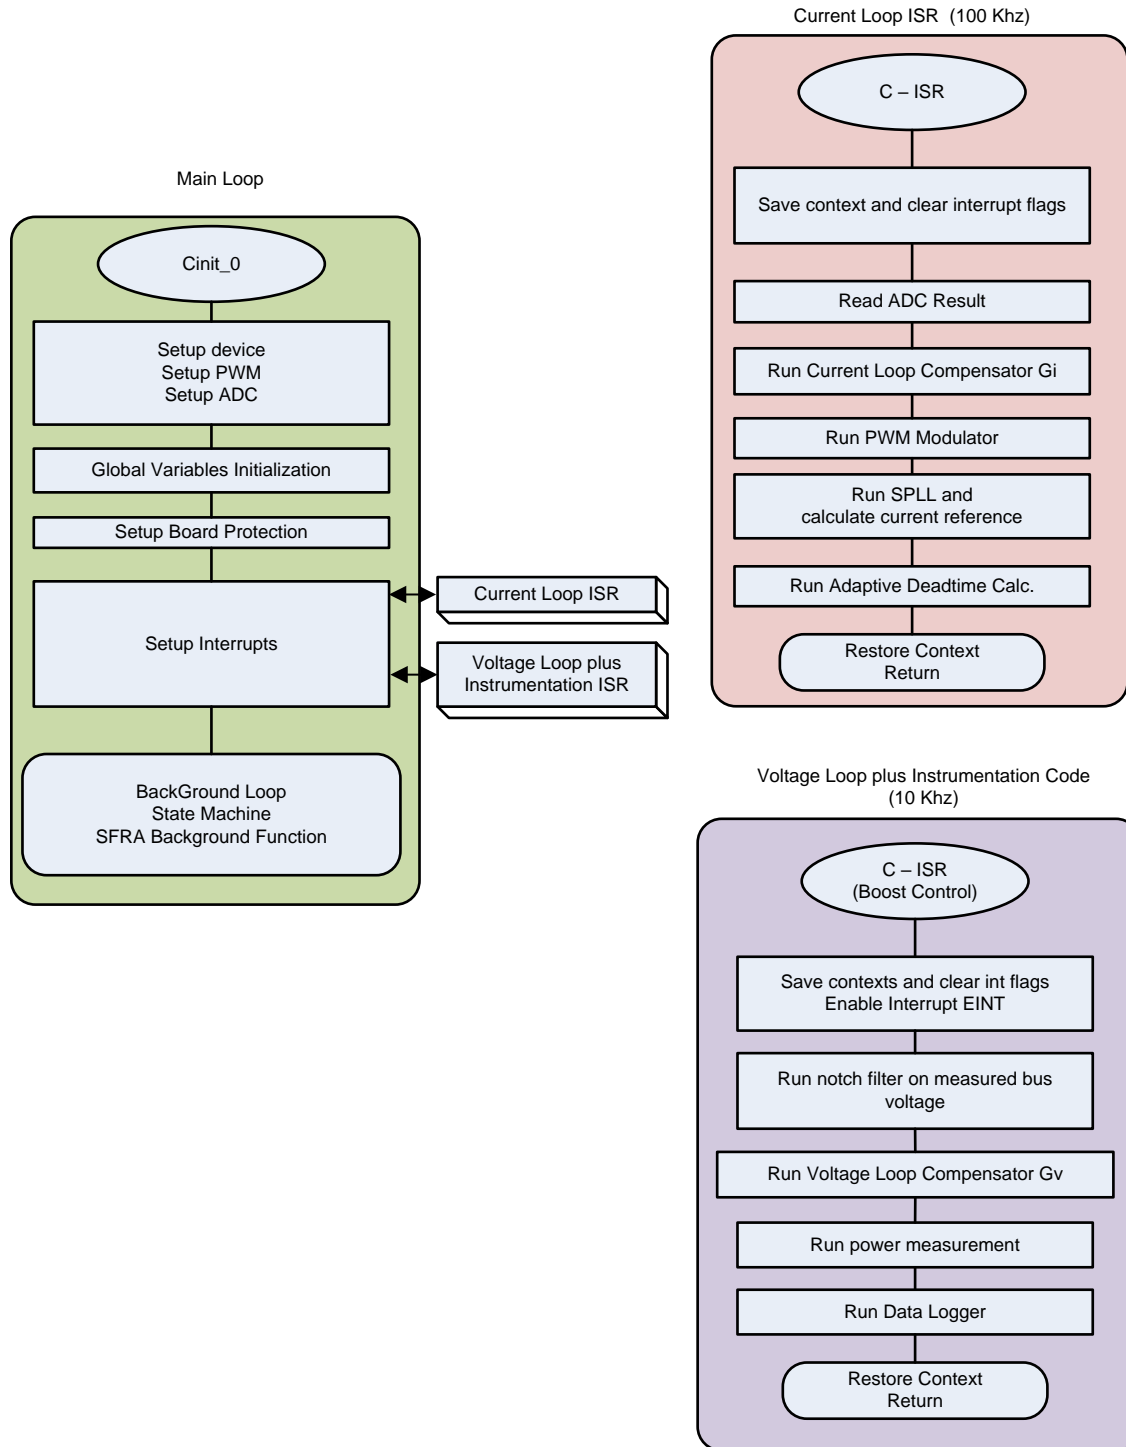 Main Loop
Cinit_0
Setup device
Setup PWM
Setup ADC
Global Variables Initialization
Setup Board Protection
Setup Interrupts
Current Loop ISR
Voltage Loop plus
Instrumentation ISR
BackGround Loop
State Machine
SFRA Background Function
Current Loop ISR (100 Khz)
C – ISR
Save context and clear interrupt flags
Read ADC Result
Run Current Loop Compensator Gi
Run PWM Modulator
Run SPLL and
calculate current reference
Run Adaptive Deadtime Calc.
Restore Context
Return
Voltage Loop plus Instrumentation Code
(10 Khz)
C – ISR
(Boost Control)
Save contexts and clear int flags
Enable Interrupt EINT
Run notch filter on measured bus
voltage
Run Voltage Loop Compensator Gv
Run power measurement
Run Data Logger
Restore Context
Return